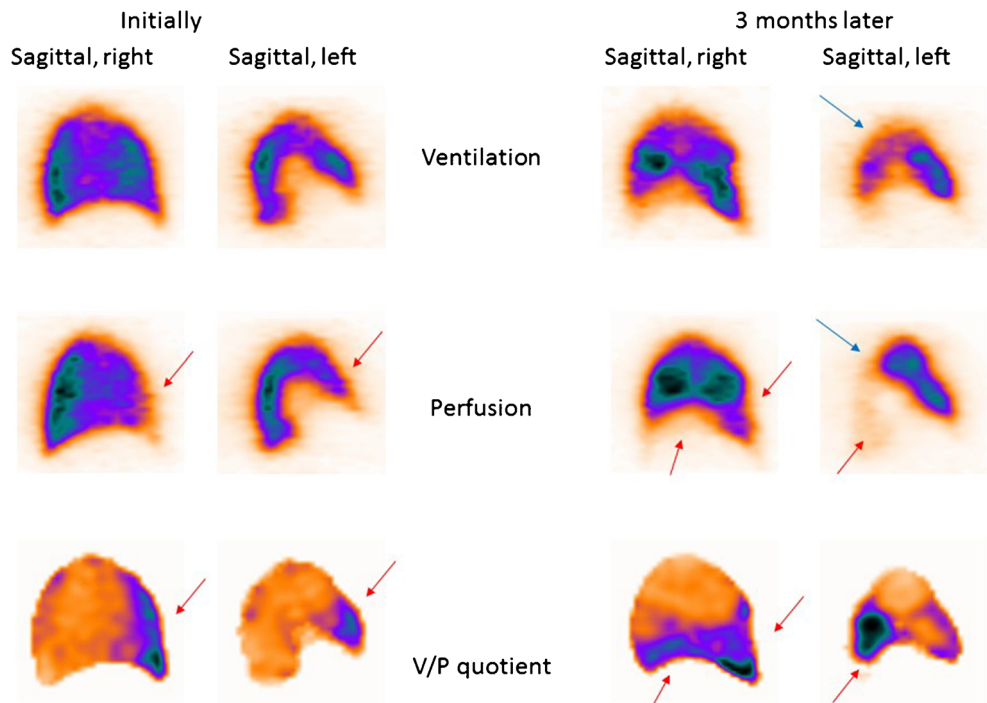 Initially
3 months later
Sagittal, right
Sagittal, left
Sagittal, right
Sagittal, left
Ventilation
Perfusion
V/P quotient